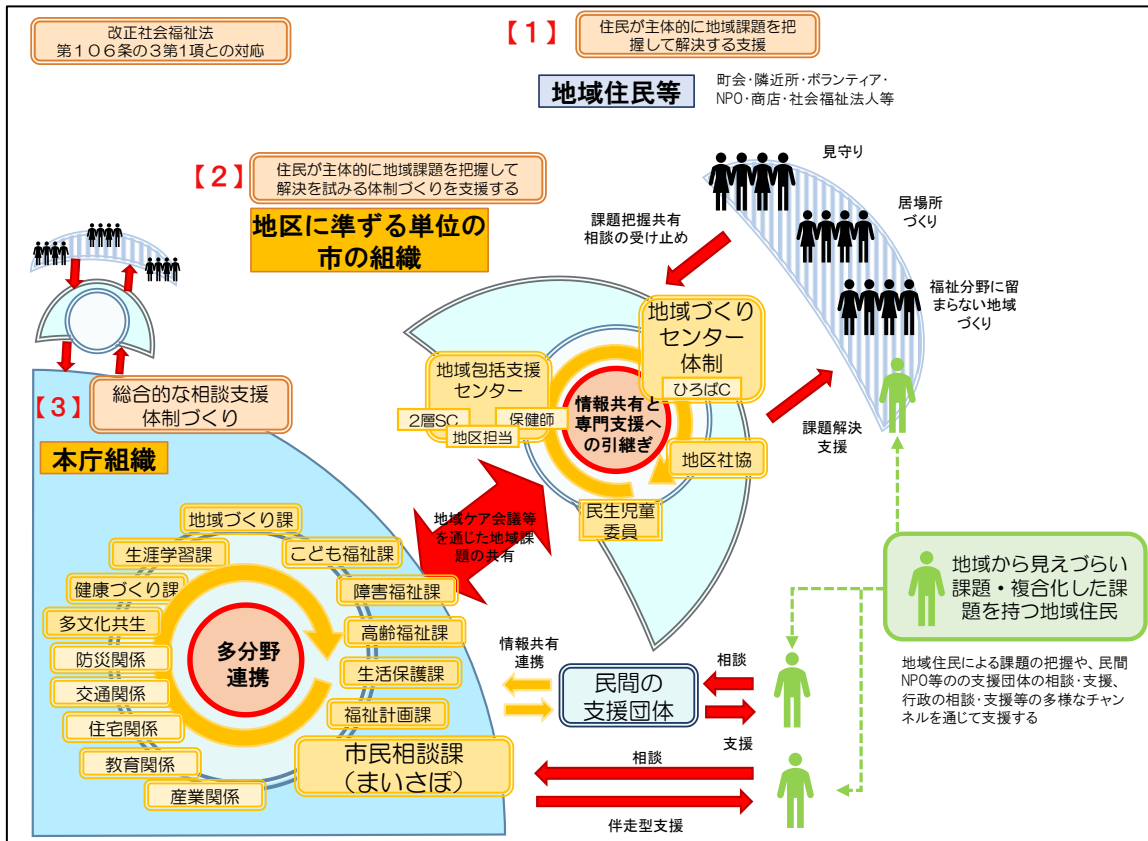 改正社会福祉法
第106条の3第1項との対応
【1】
住民が主体的に地域課題を把
握して解決する支援
地域住民等
町会・隣近所・ボランティア・
NPO・商店・社会福祉法人等
【2】
住民が主体的に地域課題を把握して
解決を試みる体制づくりを支援する
地区に準ずる単位の
市の組織
見守り
居場所
づくり
福祉分野に留
まらない地域
づくり
課題把握共有
相談の受け止め
地域づくり
センター
体制
ひろばC
地域包括支援
センター
2層SC
保健師
地区担当
情報共有と
専門支援へ
の引継ぎ
地区社協
民生児童
委員
課題解決
支援
【3】
総合的な相談支援
体制づくり
本庁組織
地域ケア会議等
を通じた地域課
題の共有
地域づくり課
生涯学習課
こども福祉課
健康づくり課
障害福祉課
多文化共生
高齢福祉課
防災関係
生活保護課
交通関係
福祉計画課
住宅関係
教育関係
産業関係
多分野
連携
市民相談課
(まいさぽ)
情報共有
連携
民間の
支援団体
相談
支援
相談
伴走型支援
地域から見えづらい
課題・複合化した課
題を持つ地域住民
地域住民による課題の把握や、民間
NPO等のの支援団体の相談・支援、
行政の相談・支援等の多様なチャン
ネルを通じて支援する